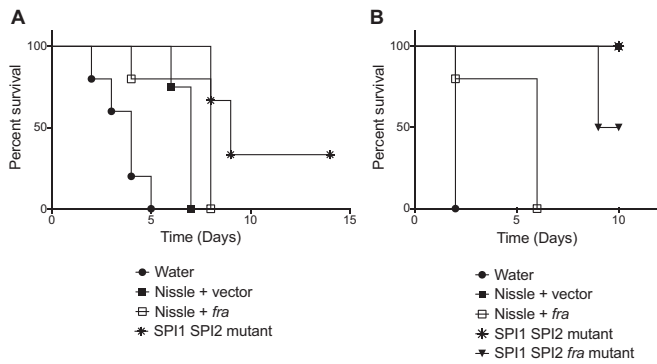 A
Percent survival
100
50
0
0
5
10
15
Time (Days)
Water
Nissle + vector
Nissle + fra
SPI1 SPI2 mutant
B
Percent survival
100
50
0
0
5
10
Time (Days)
Water
Nissle + vector
Nissle + fra
SPI1 SPI2 mutant
SPI1 SPI2 fra mutant